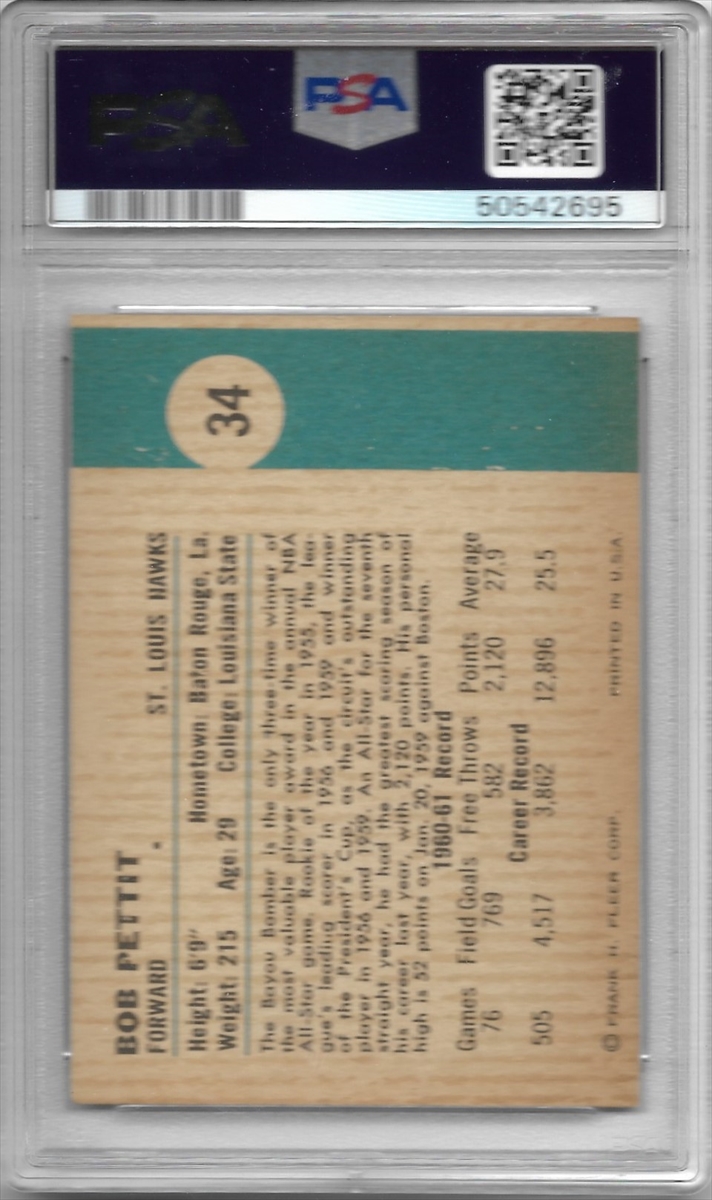 PSA
PSA
50542695
34
BOB PETTIT
FORWARD ST. LOUIS HAWKS
Height: 6'9" Hometown: Baton Rouge, La.
Weight: 215 Age: 29 College: Louisiana State
The Bayou Bomber is the only three-time winner of
the most valuable player award in the annual NBA
All-Star game. Rookie of the year in 1955, the lea-
gue's leading scorer in 1956 and 1959 and winner
of the President's Cup, as the circuit's outstanding
player in 1956 and 1959. An All-Star for the seventh
straight year, he had the greatest scoring season of
his career last year, with 2,120 points. His personal
high is 52 points on Jan. 20, 1959 against Boston.
1960-61 Record
Games Field Goals Free Throws Points Average
76 769 582 2,120 27.9
Career Record
505 4,517 3,862 12,896 25.5
© FRANK H. FLEER CORP. PRINTED IN U.S.A.